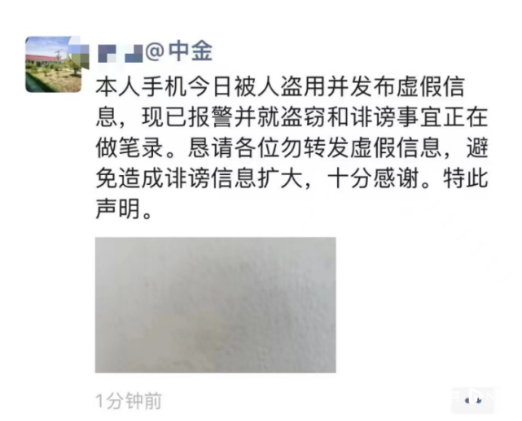 @中金
本人手机今日被人盗用并发布虚假信
息，现已报警并就盗窃和诽谤事宜正在
做笔录。恳请各位勿转发虚假信息，避
免造成诽谤信息扩大，十分感谢。特此
声明。
1分钟前